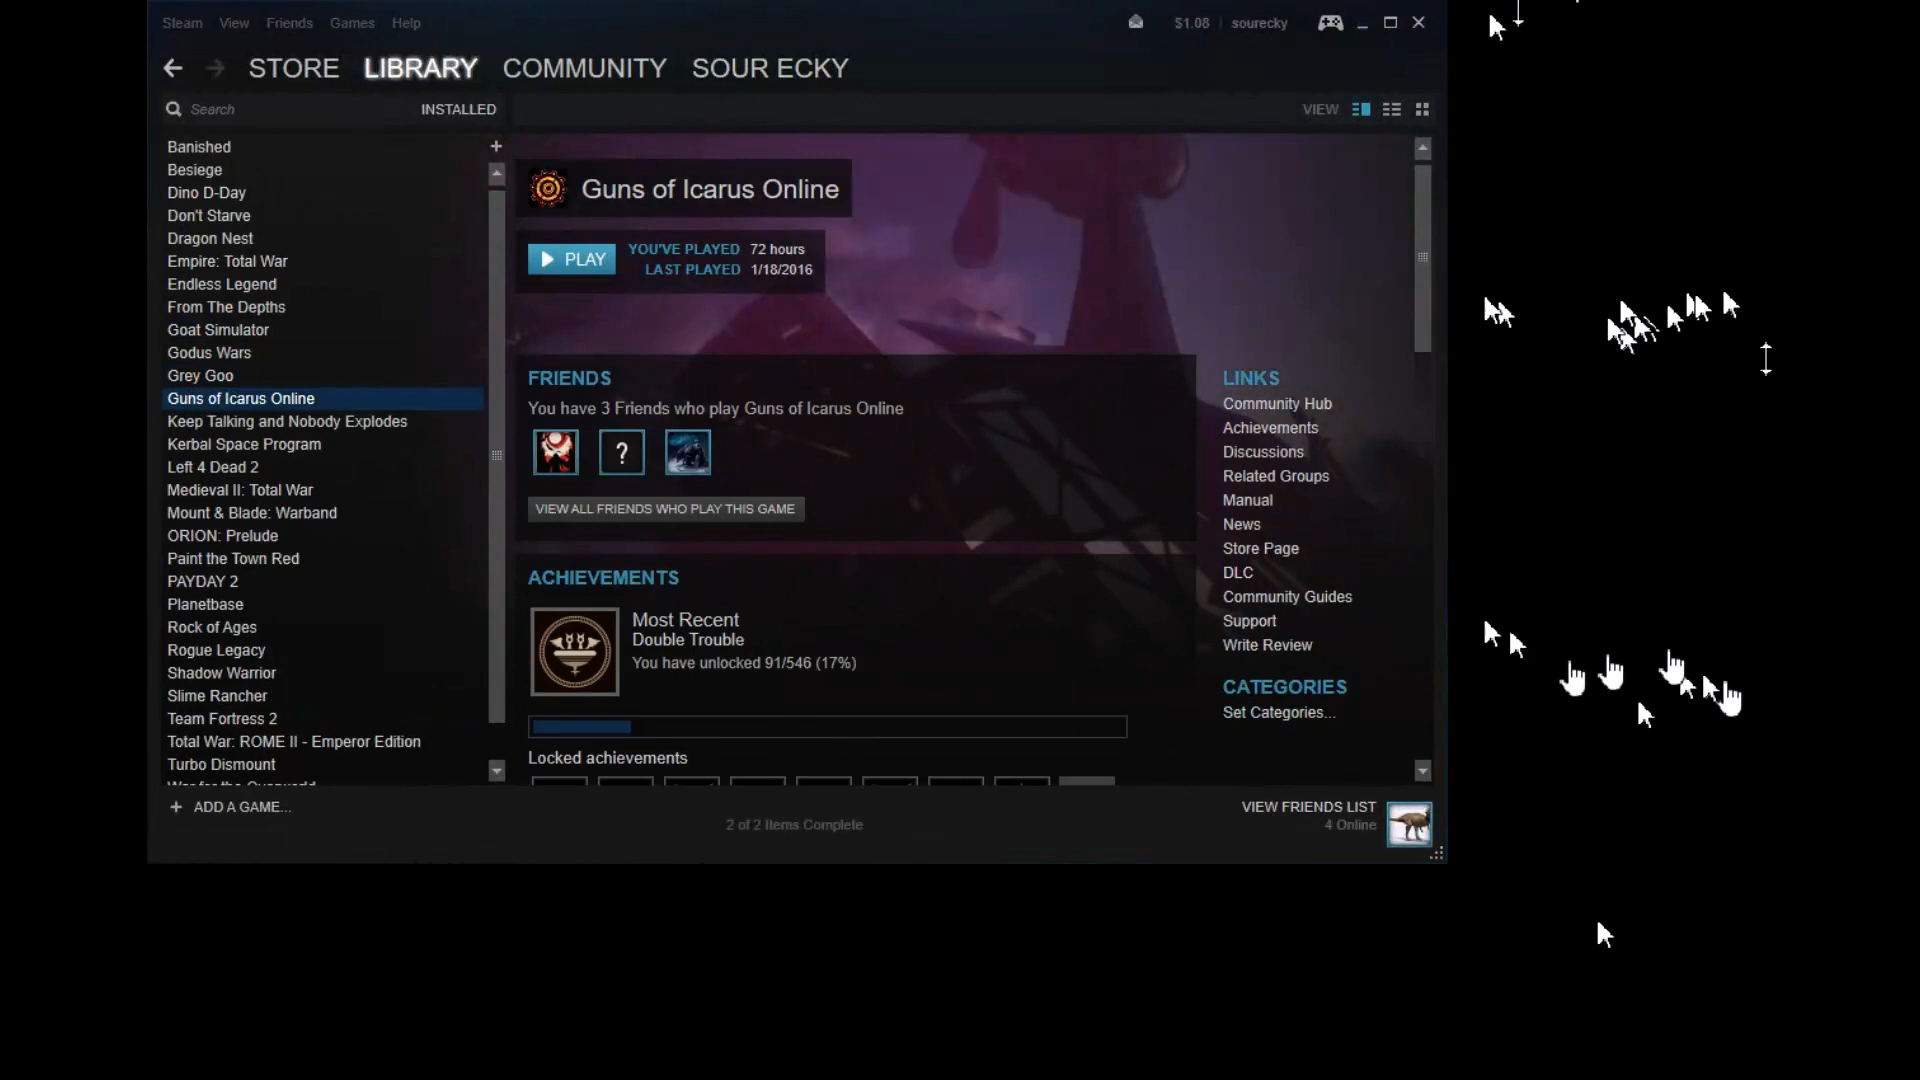 Steam View Friends Games Help
$1.08 | sourecky
STORE LIBRARY COMMUNITY SOUR ECKY
Search INSTALLED
VIEW
Banished
Besiege
Dino D-Day
Don't Starve
Dragon Nest
Empire: Total War
Endless Legend
From The Depths
Goat Simulator
Godus Wars
Grey Goo
Guns of Icarus Online
Keep Talking and Nobody Explodes
Kerbal Space Program
Left 4 Dead 2
Medieval II: Total War
Mount & Blade: Warband
ORION: Prelude
Paint the Town Red
PAYDAY 2
Planetbase
Rock of Ages
Rogue Legacy
Shadow Warrior
Slime Rancher
Team Fortress 2
Total War: ROME II - Emperor Edition
Turbo Dismount
War for the Overworld
+ ADD A GAME...
Guns of Icarus Online
PLAY
YOU'VE PLAYED 72 hours
LAST PLAYED 1/18/2016
FRIENDS
You have 3 Friends who play Guns of Icarus Online
?
VIEW ALL FRIENDS WHO PLAY THIS GAME
ACHIEVEMENTS
Most Recent
Double Trouble
You have unlocked 91/546 (17%)
Locked achievements
LINKS
Community Hub
Achievements
Discussions
Related Groups
Manual
News
Store Page
DLC
Community Guides
Support
Write Review
CATEGORIES
Set Categories...
2 of 2 Items Complete
VIEW FRIENDS LIST
4 Online